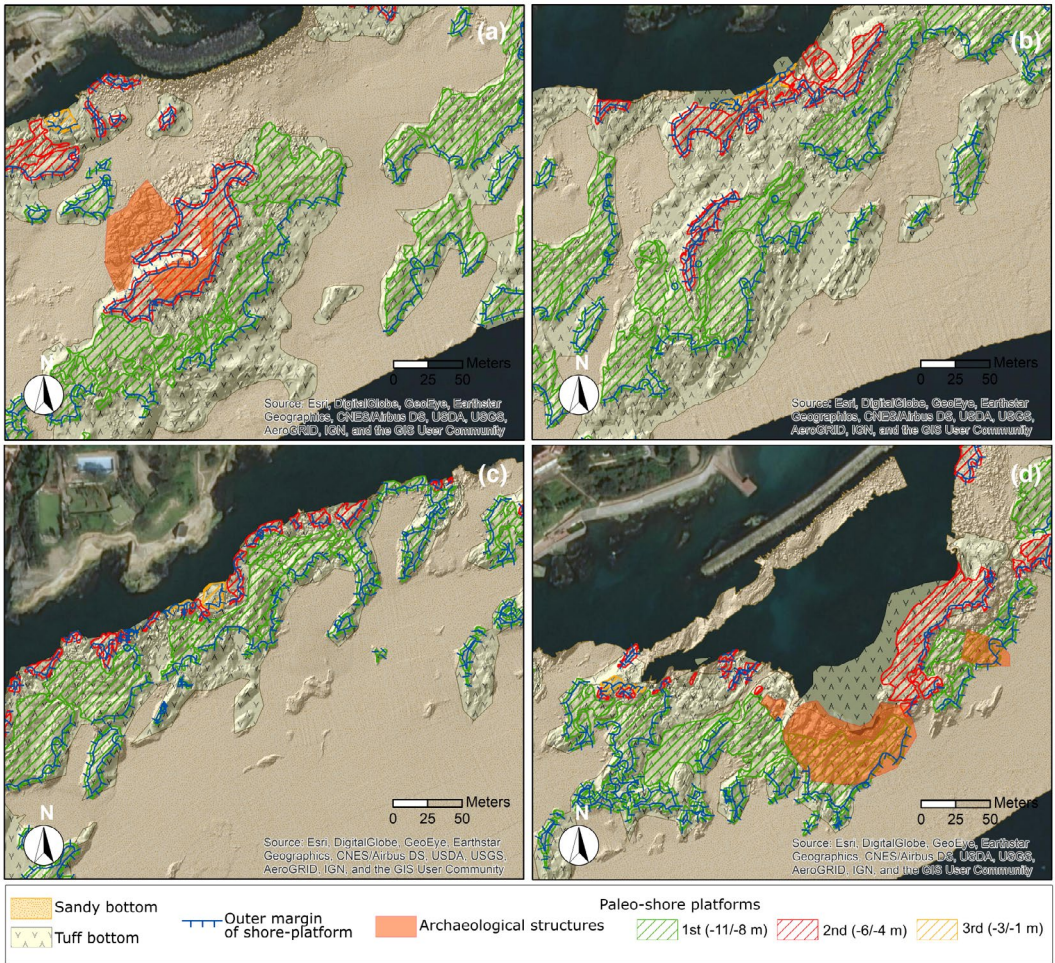 (a)
N
Meters
0 25 50
Source: Esri, DigitalGlobe, GeoEye, Earthstar
Geographics, CNES/Airbus DS, USDA, USGS,
AeroGRID, IGN, and the GIS User Community
(b)
N
Meters
0 25 50
Source: Esri, DigitalGlobe, GeoEye, Earthstar
Geographics, CNES/Airbus DS, USDA, USGS,
AeroGRID, IGN, and the GIS User Community
(c)
N
Meters
0 25 50
Source: Esri, DigitalGlobe, GeoEye, Earthstar
Geographics, CNES/Airbus DS, USDA, USGS,
AeroGRID, IGN, and the GIS User Community
(d)
N
Meters
0 25 50
Source: Esri, DigitalGlobe, GeoEye, Earthstar
Geographics, CNES/Airbus DS, USDA, USGS,
AeroGRID, IGN, and the GIS User Community
Sandy bottom
Tuff bottom
Outer margin
of shore-platform
Archaeological structures
Paleo-shore platforms
1st (-11/-8 m)
2nd (-6/-4 m)
3rd (-3/-1 m)